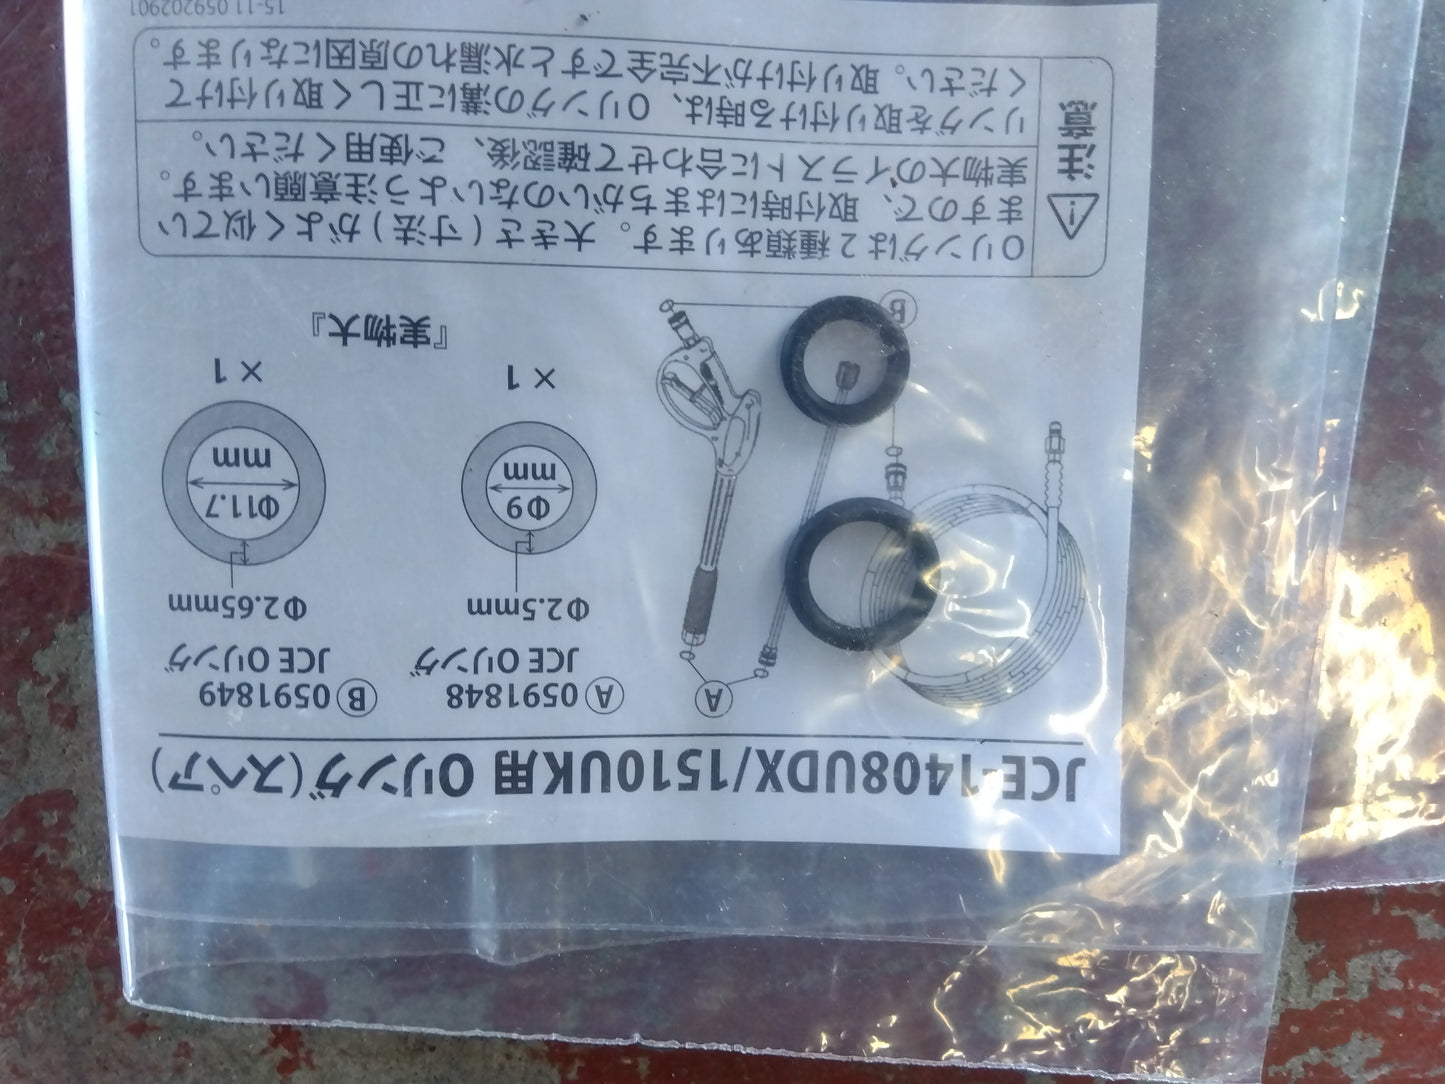 JCE-1408UDX/1510UK用 Oリング(スペア)
A
B
A 0591848
JCE Oリング
Φ2.5mm
Φ9
mm
× 1
B 0591849
JCE Oリング
Φ2.65mm
Φ11.7
mm
× 1
『実物大』
注意
Oリングは2種類あります。大きさ(寸法)がよく似てい
ますので、取付時にはまちがいのないよう注意願います。
実物大のイラストに合わせて確認後、ご使用ください。
リングを取り付ける時は、Oリングの溝に正しく取り付けて
ください。取り付けが不完全ですと水漏れの原因になります。
15-11 059202901